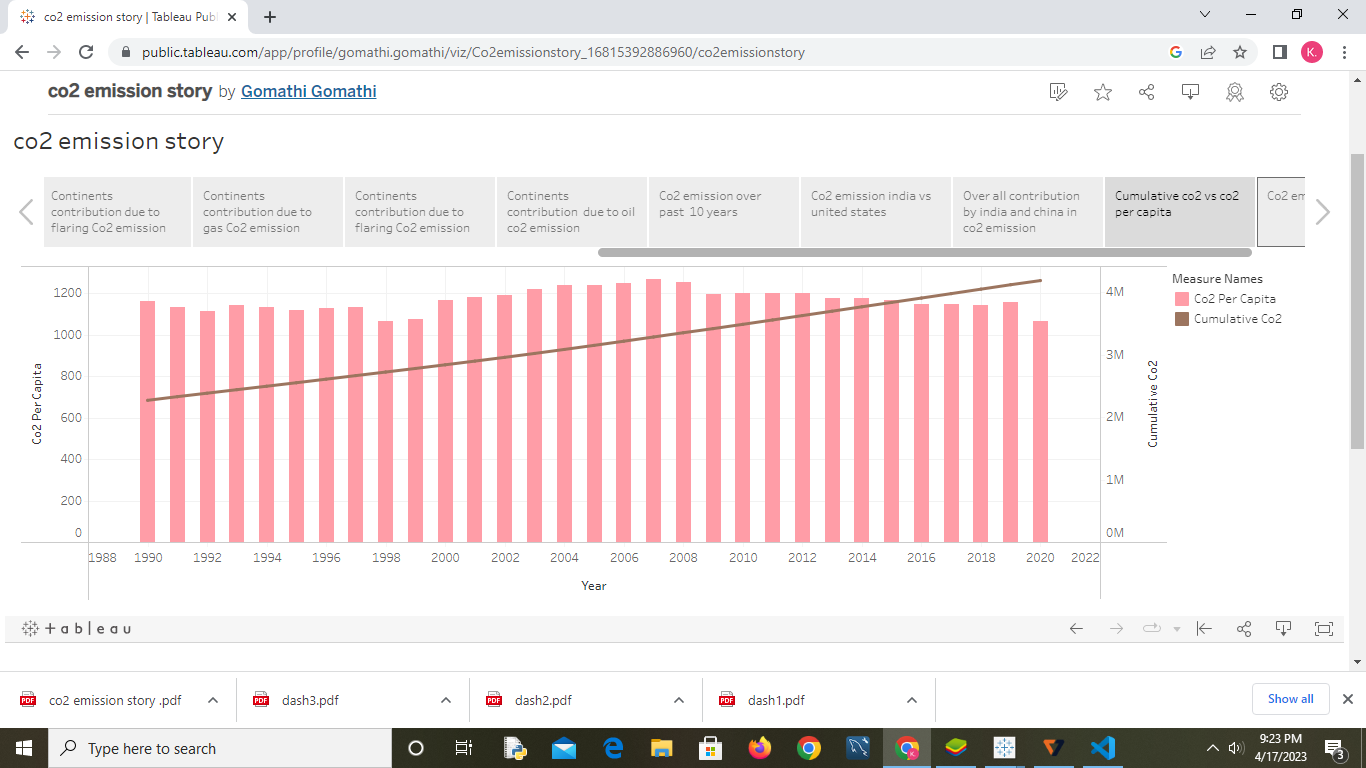 co2 emission story | Tableau Publ
public.tableau.com/app/profile/gomathi.gomathi/viz/Co2emissionstory_16815392886960/co2emissionstory
K.
co2 emission story by Gomathi Gomathi
co2 emission story
Continents
contribution due to
flaring Co2 emission
Continents
contribution due to
gas Co2 emission
Continents
contribution due to
flaring Co2 emission
Continents
contribution due to oil
co2 emission
Co2 emission over
past 10 years
Co2 emission india vs
united states
Over all contribution
by india and china in
co2 emission
Cumulative co2 vs co2
per capita
Co2 em
1200
1000
800
600
400
200
0
Co2 Per Capita
4M
3M
2M
1M
0M
Cumulative Co2
Measure Names
Co2 Per Capita
Cumulative Co2
1988 1990 1992 1994 1996 1998 2000 2002 2004 2006 2008 2010 2012 2014 2016 2018 2020 2022
Year
+ a b | e a u
PDF co2 emission story .pdf
PDF dash3.pdf
PDF dash2.pdf
PDF dash1.pdf
Show all
Type here to search
K
9:23 PM
4/17/2023
3